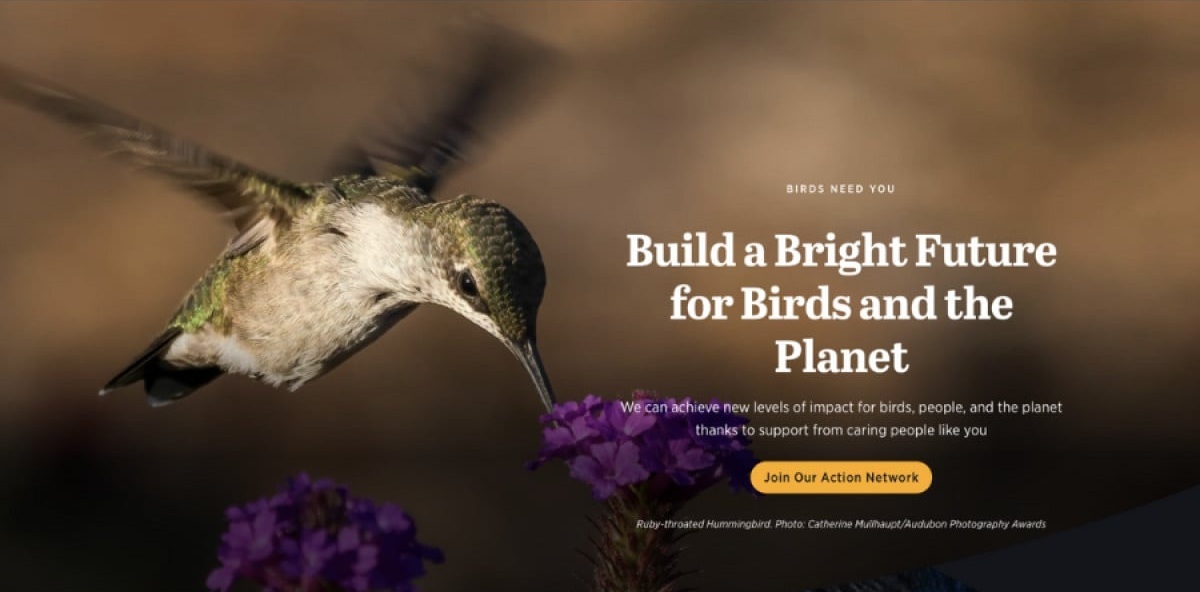 BIRDS NEED YOU
Build a Bright Future
for Birds and the
Planet
We can achieve new levels of impact for birds, people, and the planet
thanks to support from caring people like you
Join Our Action Network
Ruby-throated Hummingbird. Photo: Catherine Mullhaupt/Audubon Photography Awards